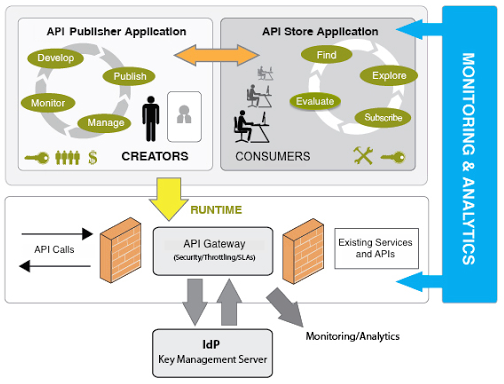 API Publisher Application
API Store Application
Develop
Publish
Monitor
Manage
CREATORS
$
Find
Explore
Evaluate
Subscribe
CONSUMERS
MONITORING & ANALYTICS
RUNTIME
API Calls
API Gateway
(Security/Throttling/SLAs)
Existing Services
and APIs
IdP
Key Management Server
Monitoring/Analytics